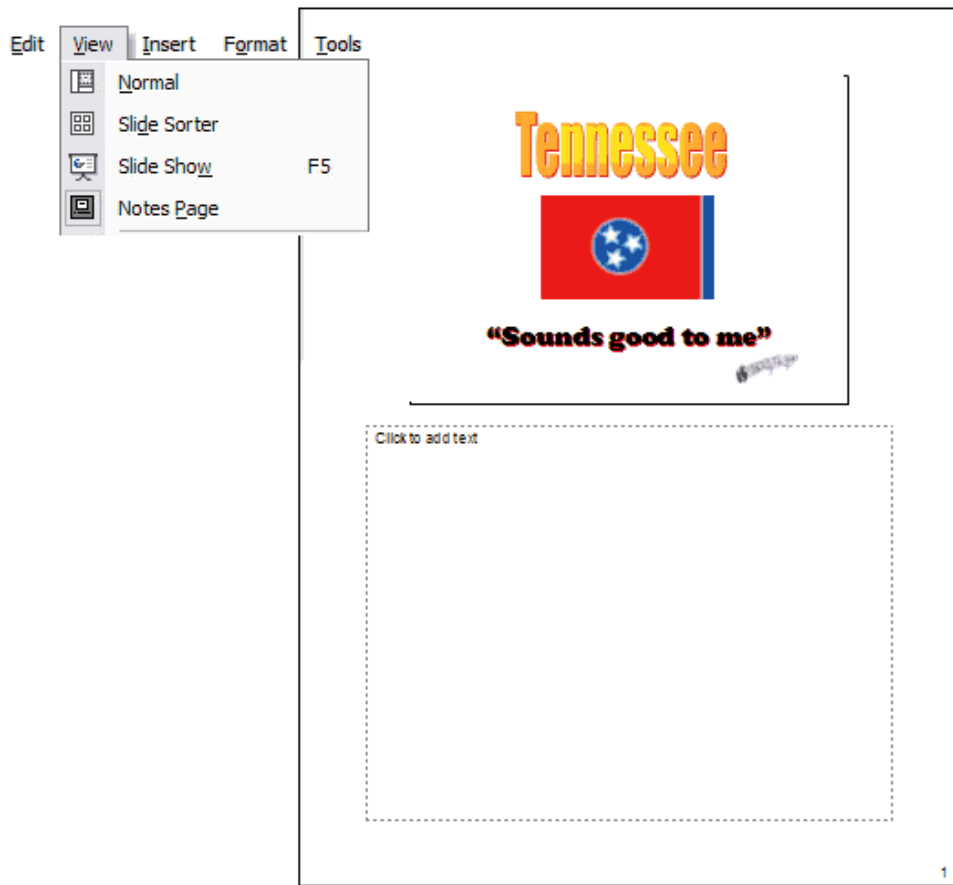 Edit View Insert Format Tools
Normal
Slide Sorter
Slide Show F5
Notes Page
Tennessee
“Sounds good to me”
Click to add text
1